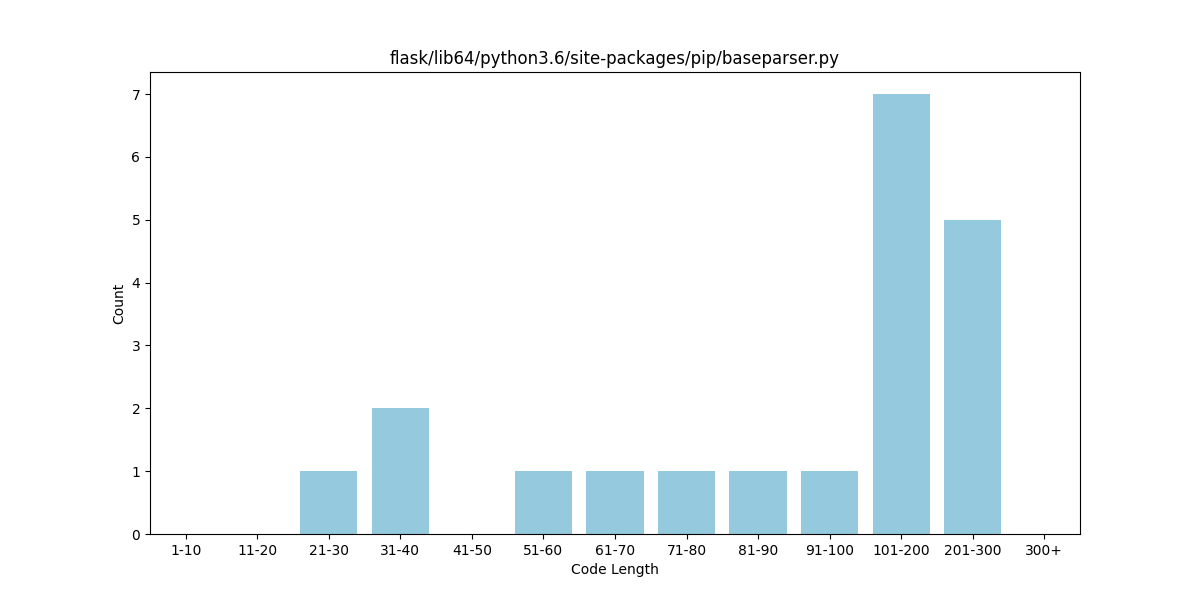 flask/lib64/python3.6/site-packages/pip/baseparser.py
7
6
5
4
3
2
1
0
Count
1-10 11-20 21-30 31-40 41-50 51-60 61-70 71-80 81-90 91-100 101-200 201-300 300+
Code Length